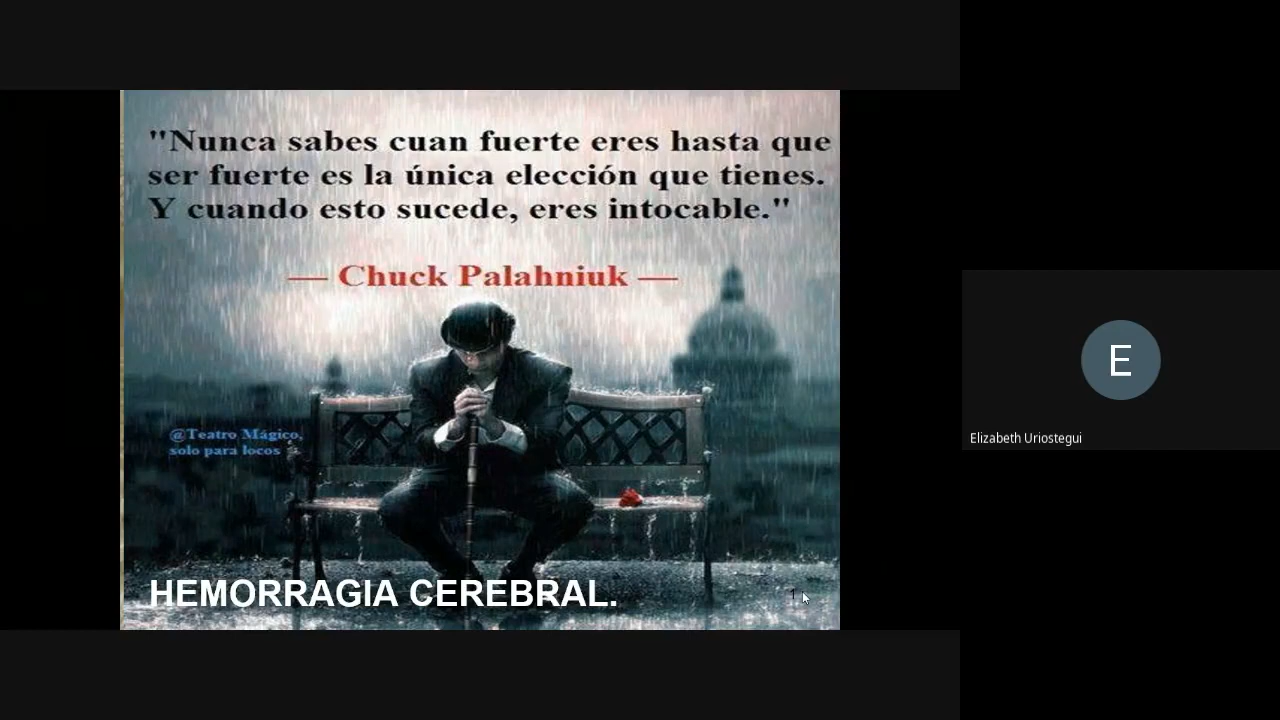 "Nunca sabes cuan fuerte eres hasta que
ser fuerte es la única elección que tienes.
Y cuando esto sucede, eres intocable."
— Chuck Palahniuk —
@Teatro Mágico,
solo para locos
HEMORRAGIA CEREBRAL.
1
E
Elizabeth Uriostegui